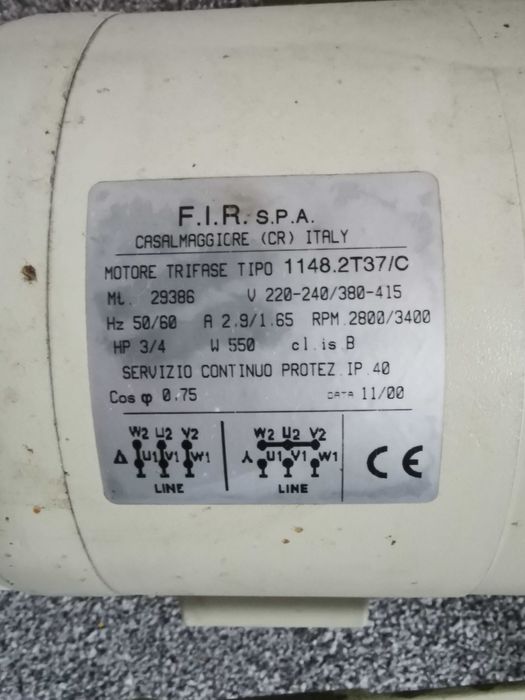 F.I.R. S.P.A.
CASALMAGGIORE (CR) ITALY
MOTORE TRIFASE TIPO 1148.2T37/C
Mt. 29386 V 220-240/380-415
Hz 50/60 A 2.9/1.65 RPM.2800/3400
HP 3/4 W 550 cl.is B
SERVIZIO CONTINUO PROTEZ.IP.40
Cos φ 0.75 DATA 11/00
W2 U2 V2 W2 U2 V2
Δ U1 V1 W1 ⅄ U1 V1 W1 CE
LINE LINE